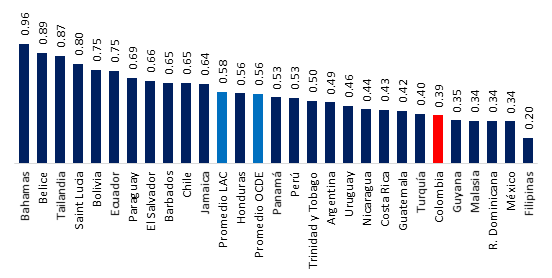 0.96
0.89
0.87
0.80
0.75
0.75
0.69
0.66
0.65
0.65
0.64
0.58
0.56
0.56
0.53
0.53
0.50
0.49
0.46
0.44
0.43
0.42
0.40
0.39
0.35
0.34
0.34
0.34
0.20
Bahamas
Belice
Tailandia
Saint Lucia
Bolivia
Ecuador
Paraguay
El Salvador
Barbados
Chile
Jamaica
Promedio LAC
Honduras
Promedio OCDE
Panamá
Perú
Trinidad y Tobago
Argentina
Uruguay
Nicaragua
Costa Rica
Guatemala
Turquía
Colombia
Guyana
Malasia
R. Dominicana
México
Filipinas